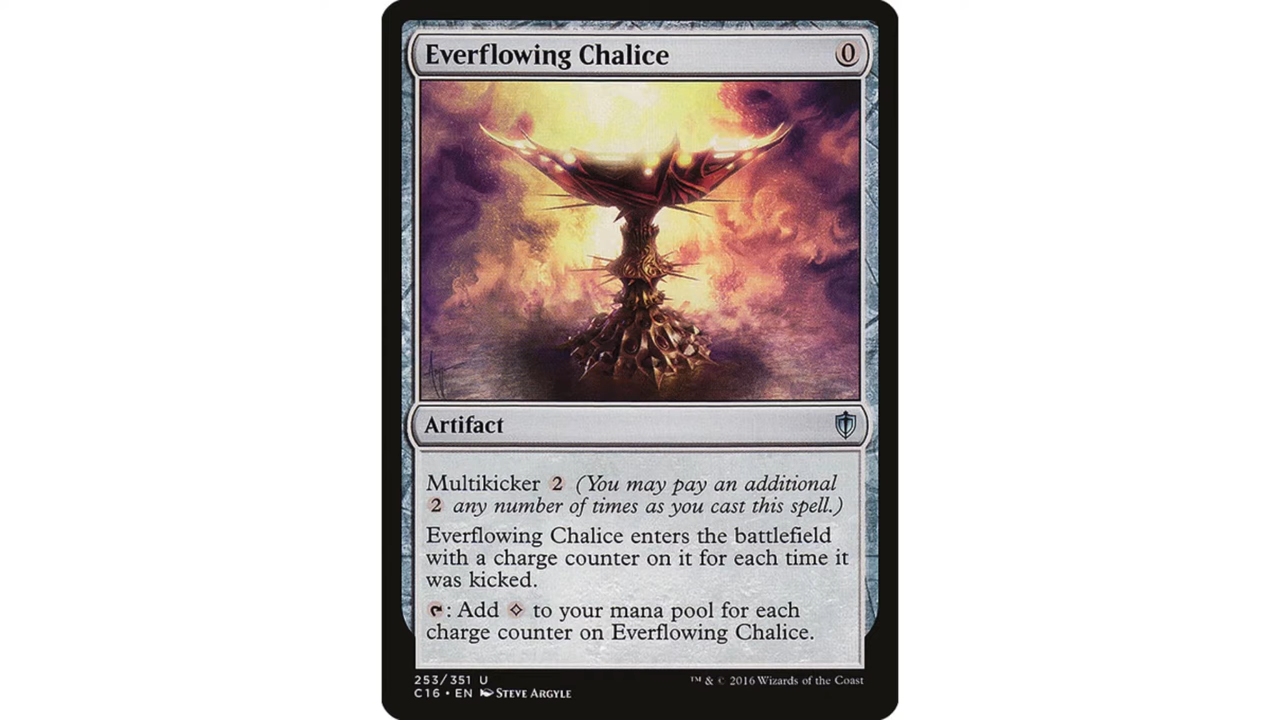 Everflowing Chalice 0
Artifact
Multikicker 2 (You may pay an additional
2 any number of times as you cast this spell.)
Everflowing Chalice enters the battlefield
with a charge counter on it for each time it
was kicked.
: Add to your mana pool for each
charge counter on Everflowing Chalice.
253/351 U
™ & © 2016 Wizards of the Coast
C16 • EN Steve Argyle